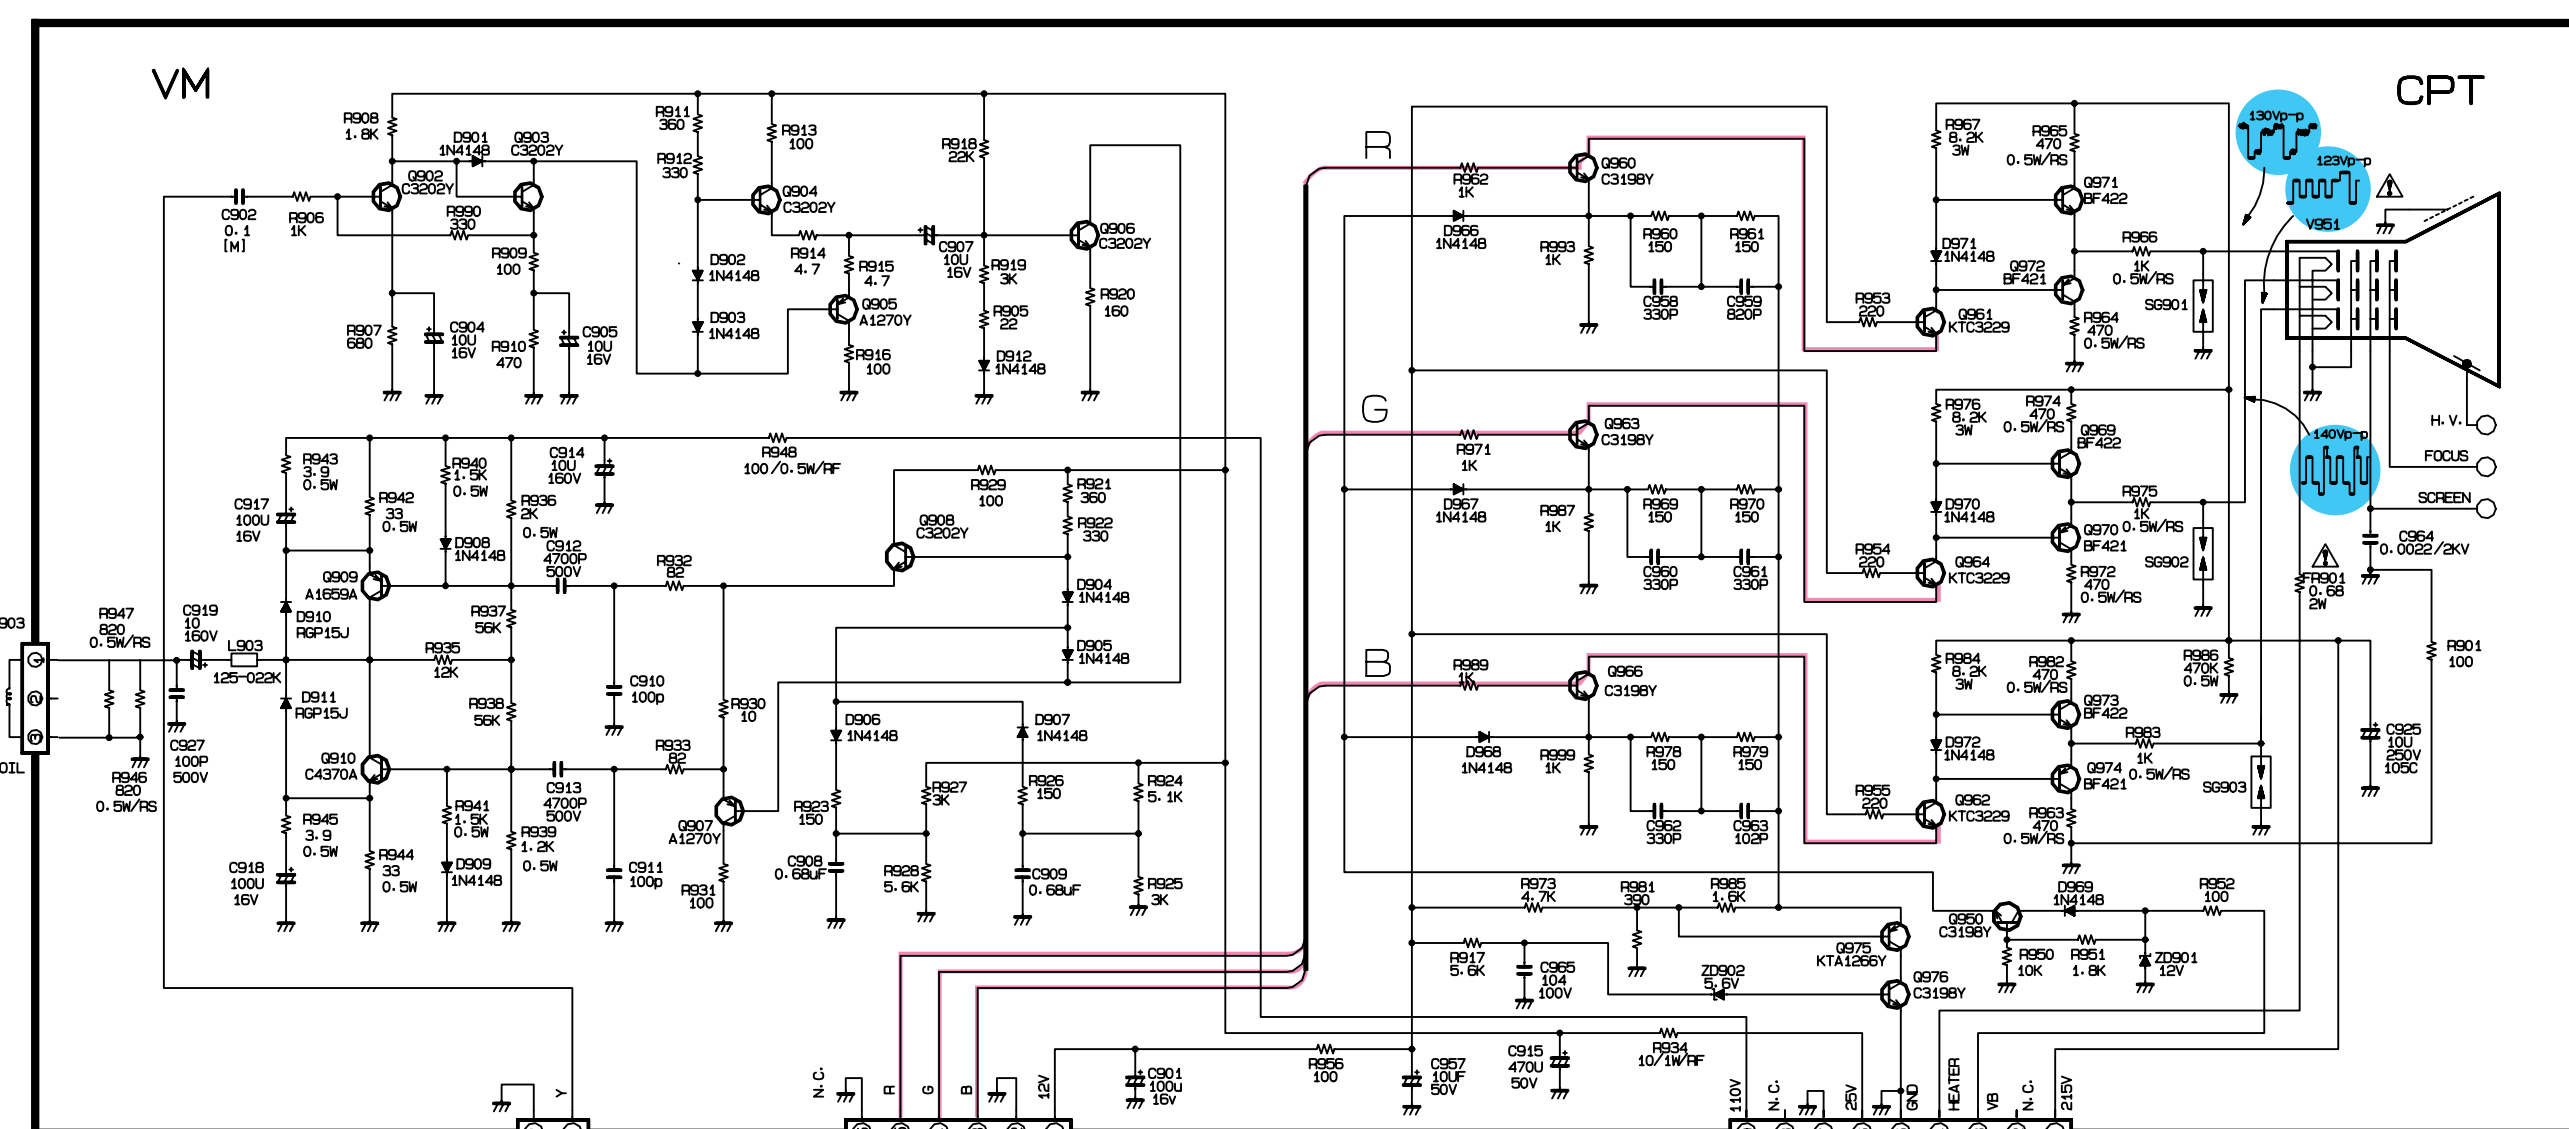 VM
CPT
R908
1.8K
D901
1N4148
Q903
C3202Y
Q902
C3202Y
C902
0.1
[M]
R906
1K
R990
330
R909
100
R907
680
C904
10U
16V
R910
470
C905
10U
16V
R911
360
R912
330
R913
100
Q904
C3202Y
D902
1N4148
D903
1N4148
R914
4.7
R915
4.7
Q905
A1270Y
R916
100
R918
22K
C907
10U
16V
R919
3K
R905
22
D912
1N4148
Q906
C3202Y
R920
160
R943
3.9
0.5W
C917
100U
16V
R942
33
0.5W
R940
1.5K
0.5W
R936
2K
0.5W
C914
10U
160V
R948
100/0.5W/RF
D908
1N4148
C912
4700P
500V
Q909
A1659A
D910
RGP15J
R937
56K
R932
82
R929
100
R921
360
R922
330
Q908
C3202Y
D904
1N4148
D905
1N4148
903
R947
820
0.5W/RS
C919
10
160V
L903
125-022K
R935
12K
1
2
3
OIL
C927
100P
500V
R946
820
0.5W/RS
D911
RGP15J
R938
56K
C910
100p
R930
10
Q910
C4370A
R933
82
C913
4700P
500V
R941
1.5K
0.5W
R939
1.2K
0.5W
R945
3.9
0.5W
C918
100U
16V
R944
33
0.5W
D909
1N4148
C911
100p
Q907
A1270Y
R931
100
D906
1N4148
D907
1N4148
R923
150
R927
3K
R926
150
R924
5.1K
C908
0.68uF
R928
5.6K
C909
0.68uF
R925
3K
R
R962
1K
Q960
C3198Y
D966
1N4148
R993
1K
R960
150
R961
150
C958
330P
C959
820P
R953
220
Q961
KTC3229
R967
8.2K
3W
R965
470
0.5W/RS
Q971
BF422
D971
1N4148
Q972
BF421
R966
1K
0.5W/RS
R964
470
0.5W/RS
SG901
130Vp-p
123Vp-p
V951
G
R971
1K
Q963
C3198Y
D967
1N4148
R987
1K
R969
150
R970
150
C960
330P
C961
330P
R954
220
Q964
KTC3229
R976
8.2K
3W
R974
470
0.5W/RS
Q969
BF422
D970
1N4148
Q970
BF421
R975
1K
0.5W/RS
R972
470
0.5W/RS
SG902
140Vp-p
H.V.
FOCUS
SCREEN
C964
0.0022/2KV
FR901
0.68
2W
B
R989
1K
Q966
C3198Y
D968
1N4148
R999
1K
R978
150
R979
150
C962
330P
C963
102P
R955
220
Q962
KTC3229
R984
8.2K
3W
R982
470
0.5W/RS
Q973
BF422
D972
1N4148
Q974
BF421
R983
1K
0.5W/RS
R963
470
0.5W/RS
R986
470K
0.5W
SG903
C925
10U
250V
105C
R901
100
R973
4.7K
R981
390
R985
1.6K
R917
5.6K
C965
104
100V
ZD902
5.6V
Q975
KTA1266Y
Q976
C3198Y
Q950
C3198Y
D969
1N4148
R952
100
R950
10K
R951
1.8K
ZD901
12V
Y
N.C.
R
G
B
12V
C901
100u
16v
R956
100
C957
10UF
50V
C915
470U
50V
R934
10/1W/RF
110V
N.C.
25V
GND
HEATER
VB
N.C.
215V